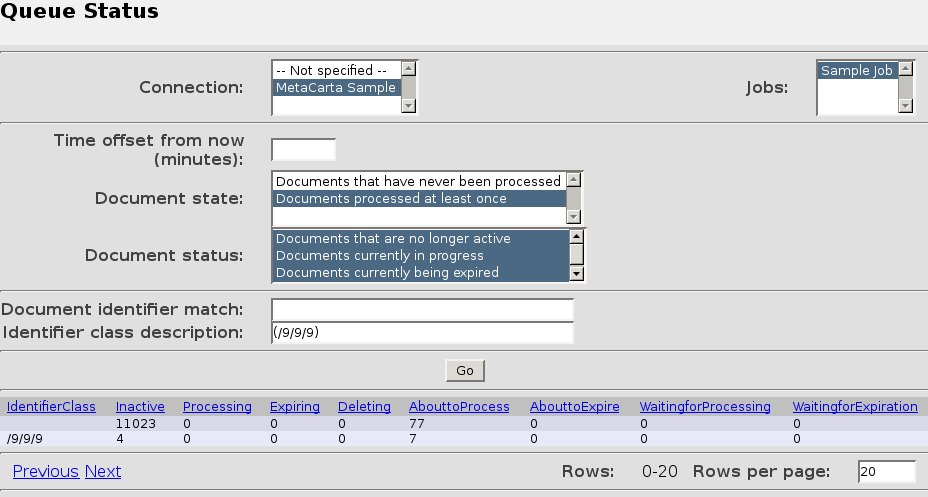 Queue Status
Connection:
-- Not specified --
MetaCarta Sample
Jobs:
Sample Job
Time offset from now
(minutes):
Document state:
Documents that have never been processed
Documents processed at least once
Document status:
Documents that are no longer active
Documents currently in progress
Documents currently being expired
Document identifier match:
Identifier class description: (/9/9/9)
Go
IdentifierClass Inactive Processing Expiring Deleting AbouttoProcess AbouttoExpire WaitingforProcessing WaitingforExpiration
11023 0 0 0 77 0 0 0
/9/9/9 4 0 0 0 7 0 0 0
Previous Next Rows: 0-20 Rows per page: 20